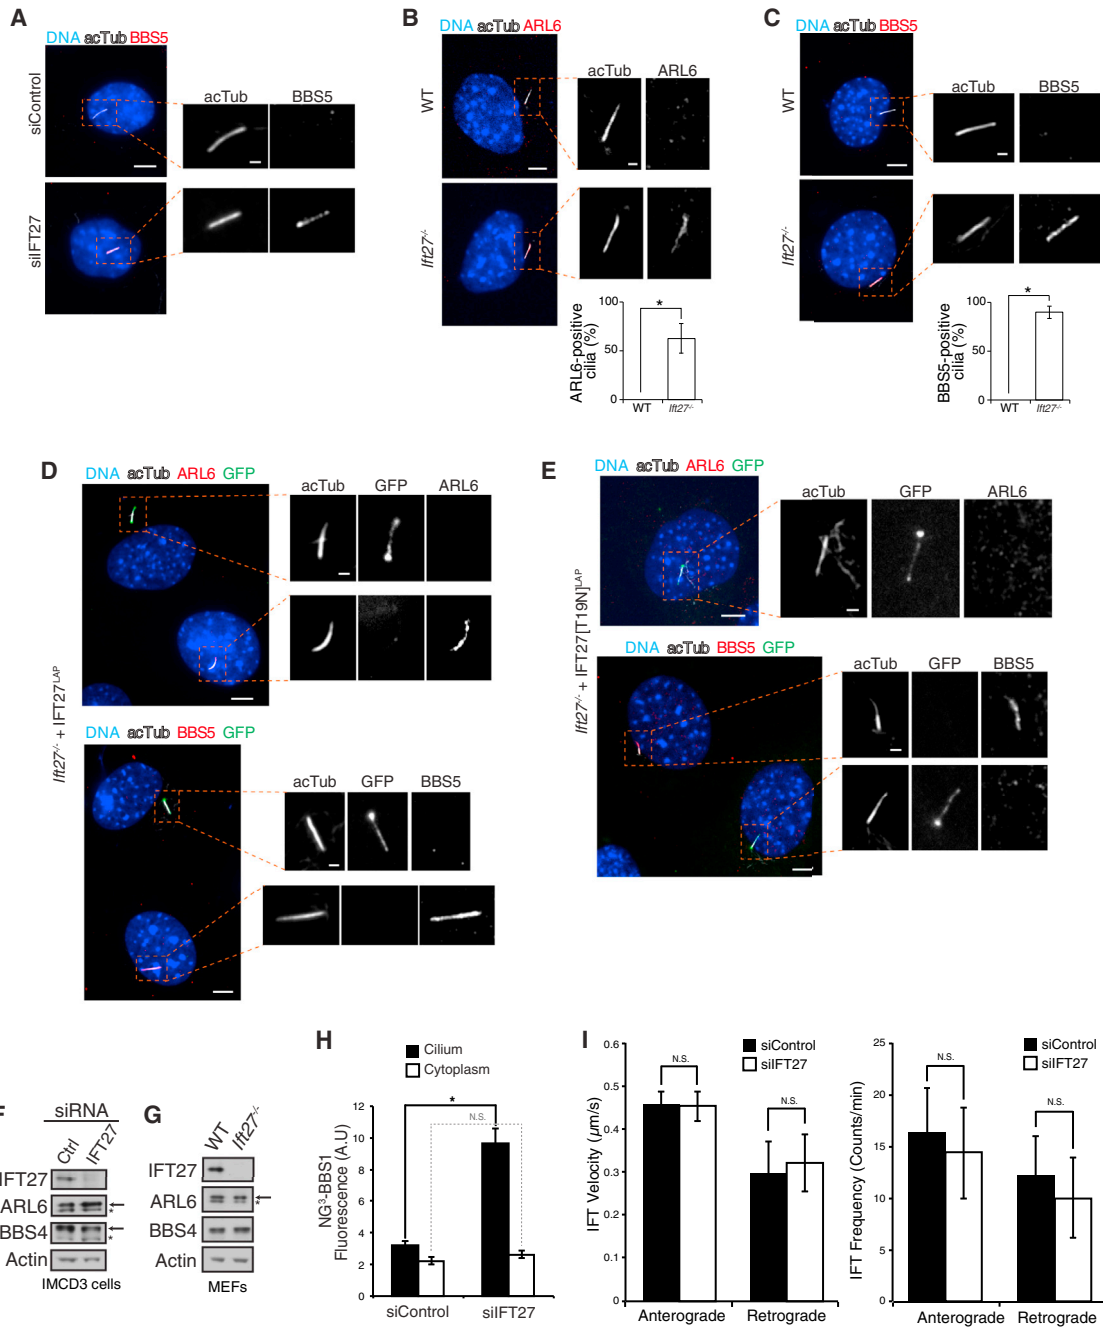 A
DNA acTub BBS5
siControl
acTub
BBS5
siIFT27
B
DNA acTub ARL6
WT
acTub
ARL6
Ift27-/-
100
50
0
ARL6-positive
cilia (%)
*
WT
Ift27-/-
C
DNA acTub BBS5
WT
acTub
BBS5
Ift27-/-
100
50
0
BBS5-positive
cilia (%)
*
WT
Ift27-/-
D
Ift27-/- + IFT27LAP
DNA acTub ARL6 GFP
acTub
GFP
ARL6
DNA acTub BBS5 GFP
acTub
GFP
BBS5
E
Ift27-/- + IFT27[T19N]LAP
DNA acTub ARL6 GFP
acTub
GFP
ARL6
DNA acTub BBS5 GFP
acTub
GFP
BBS5
F
siRNA
Ctrl
IFT27
IFT27
ARL6
*
BBS4
*
Actin
IMCD3 cells
G
WT
Ift27-/-
IFT27
ARL6
*
BBS4
Actin
MEFs
H
Cilium
Cytoplasm
NG3-BBS1
Fluorescence (A.U)
12
10
8
6
4
2
0
*
N.S.
siControl
siIFT27
I
siControl
siIFT27
IFT Velocity (µm/s)
0.6
0.5
0.4
0.3
0.2
0.1
0
N.S.
N.S.
Anterograde
Retrograde
siControl
siIFT27
IFT Frequency (Counts/min)
25
20
15
10
5
0
N.S.
N.S.
Anterograde
Retrograde